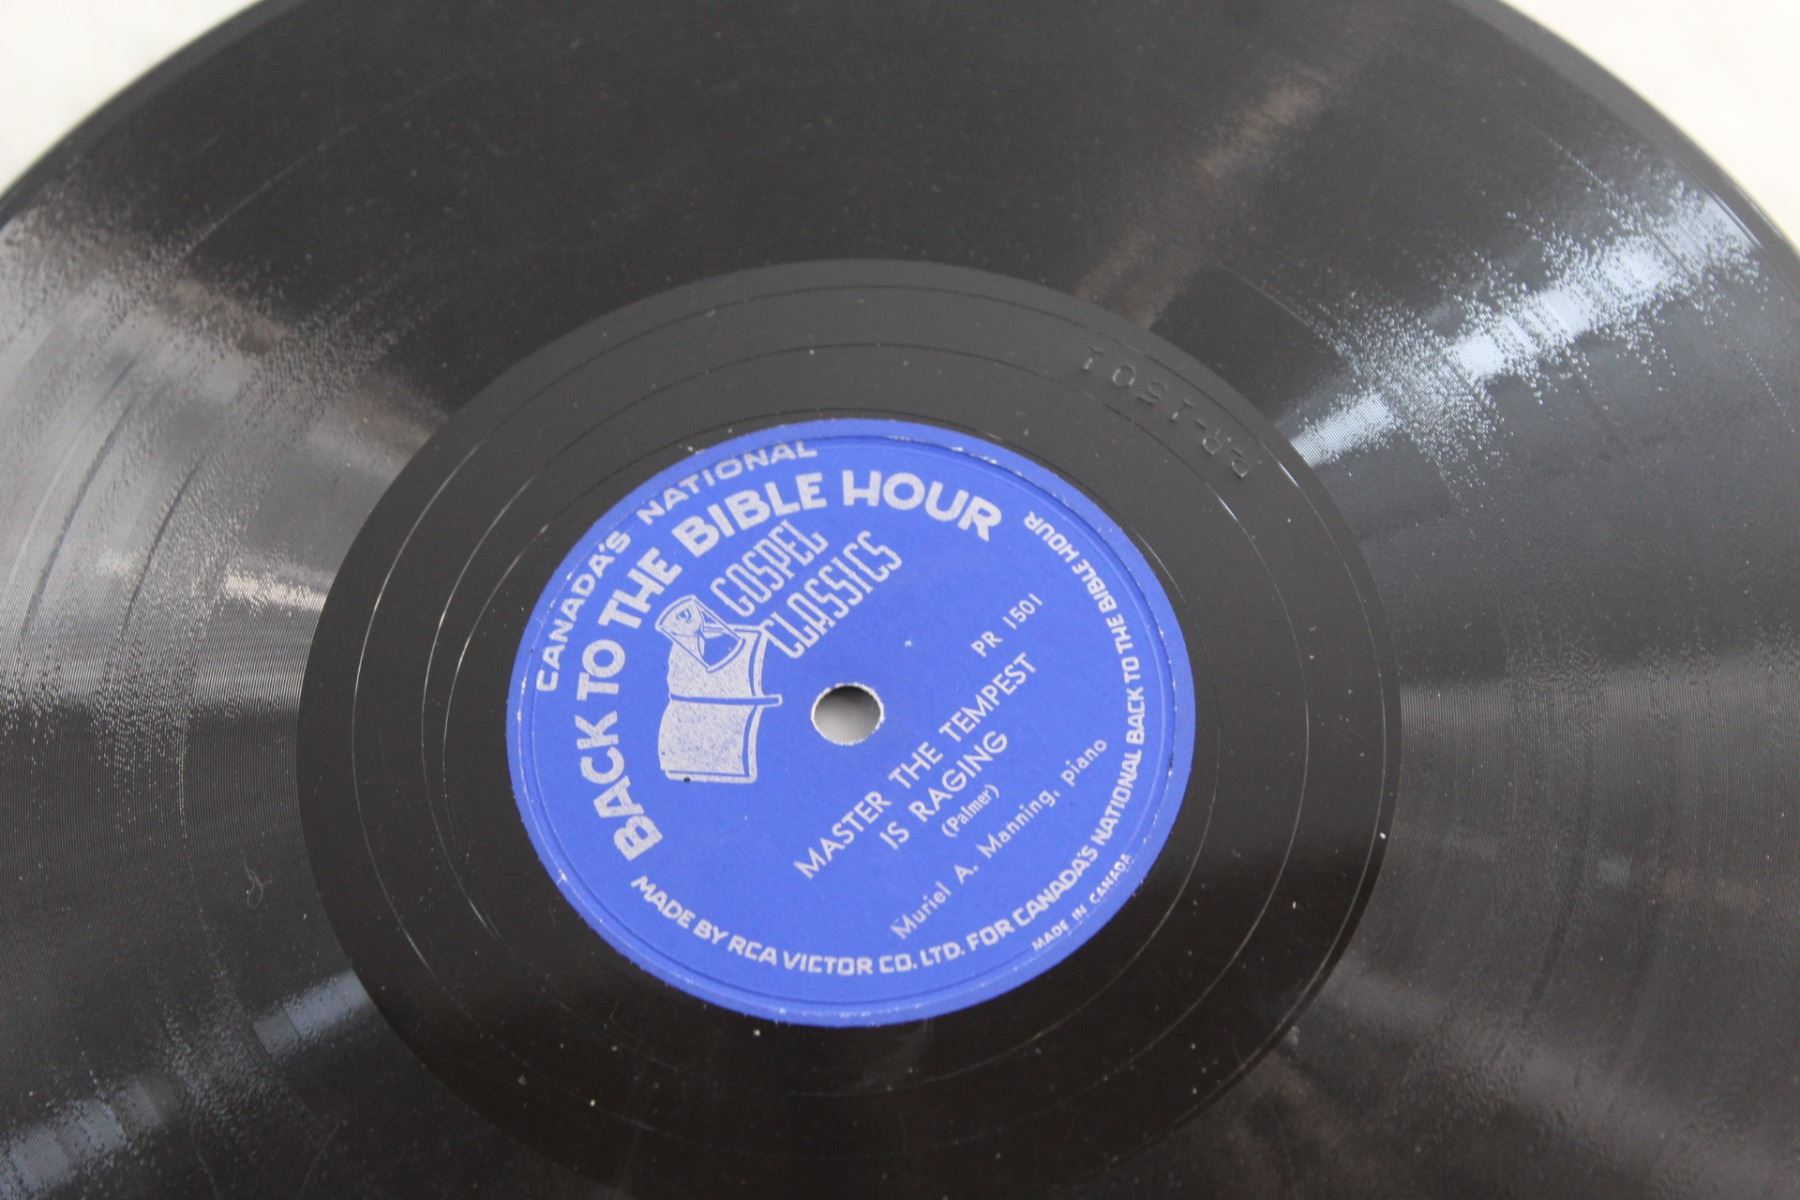 CANADA'S NATIONAL
BACK TO THE BIBLE HOUR
GOSPEL
CLASSICS
PR 1501
MASTER THE TEMPEST
IS RAGING
(Palmer)
Muriel A. Manning, piano
MADE BY RCA VICTOR CO. LTD. FOR CANADA'S NATIONAL BACK TO THE BIBLE HOUR
MADE IN CANADA
P.R-1501